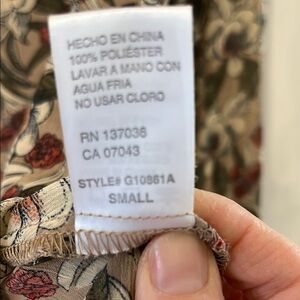 HECHO EN CHINA
100% POLIÉSTER
LAVAR A MANO CON
AGUA FRIA
NO USAR CLORO
RN 137036
CA 07043
STYLE# G10861A
SMALL